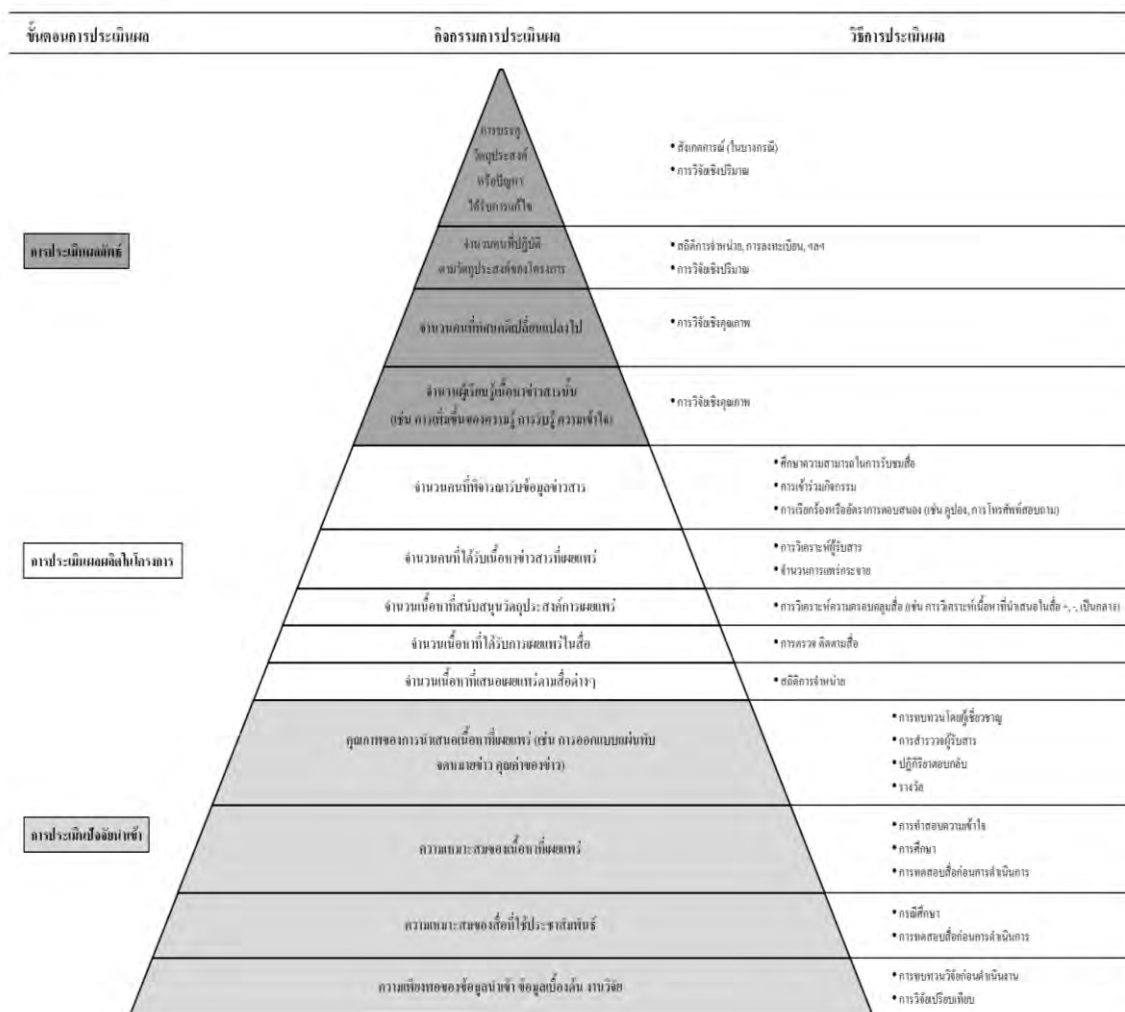 ขั้นตอนการประเมินผล กิจกรรมการประเมินผล วิธีการประเมินผล
การบรรลุ
วัตถุประสงค์
หรือปัญหา
ได้รับการแก้ไข
• สังเกตการณ์ (ในบางกรณี)
• การวิจัยเชิงปริมาณ
การประเมินผลลัพธ์
จำนวนคนที่ปฏิบัติ
ตามวัตถุประสงค์ของโครงการ
• สถิติการจำหน่าย, การลงทะเบียน, ฯลฯ
• การวิจัยเชิงปริมาณ
จำนวนคนที่ทัศนคติเปลี่ยนแปลงไป
• การวิจัยเชิงคุณภาพ
จำนวนผู้เรียนรู้เนื้อหาข่าวสารนั้น
(เช่น การเพิ่มขึ้นของความรู้ การรับรู้ ความเข้าใจ)
• การวิจัยเชิงคุณภาพ
จำนวนคนที่พิจารณารับข้อมูลข่าวสาร
• ศึกษาความสามารถในการรับชมสื่อ
• การเข้าร่วมกิจกรรม
• การเรียกร้องหรืออัตราการตอบสนอง (เช่น คูปอง, การโทรศัพท์สอบถาม)
การประเมินผลผลิตในโครงการ
จำนวนคนที่ได้รับเนื้อหาข่าวสารที่เผยแพร่
• การวิเคราะห์ผู้รับสาร
• จำนวนการแพร่กระจาย
จำนวนเนื้อหาที่สนับสนุนวัตถุประสงค์การเผยแพร่
• การวิเคราะห์ความครอบคลุมสื่อ (เช่น การวิเคราะห์เนื้อหาที่นำเสนอในสื่อ +, -, เป็นกลาง)
จำนวนเนื้อหาที่ได้รับการเผยแพร่ในสื่อ
• การตรวจ ติดตามสื่อ
จำนวนเนื้อหาที่เสนอเผยแพร่ตามสื่อต่างๆ
• สถิติการจำหน่าย
คุณภาพของการนำเสนอเนื้อหาที่เผยแพร่ (เช่น การออกแบบแผ่นพับ
จดหมายข่าว คุณค่าของข่าว)
• การทบทวนโดยผู้เชี่ยวชาญ
• การสำรวจผู้รับสาร
• ปฏิกิริยาตอบกลับ
• รางวัล
การประเมินปัจจัยนำเข้า
ความเหมาะสมของเนื้อหาที่เผยแพร่
• การทำสอบความเข้าใจ
• การศึกษา
• การทดสอบสื่อก่อนการดำเนินการ
ความเหมาะสมของสื่อที่ใช้ประชาสัมพันธ์
• กรณีศึกษา
• การทดสอบสื่อก่อนการดำเนินการ
ความเพียงพอของข้อมูลนำเข้า ข้อมูลเบื้องต้น งานวิจัย
• การทบทวนวิจัยก่อนดำเนินงาน
• การวิจัยเปรียบเทียบ